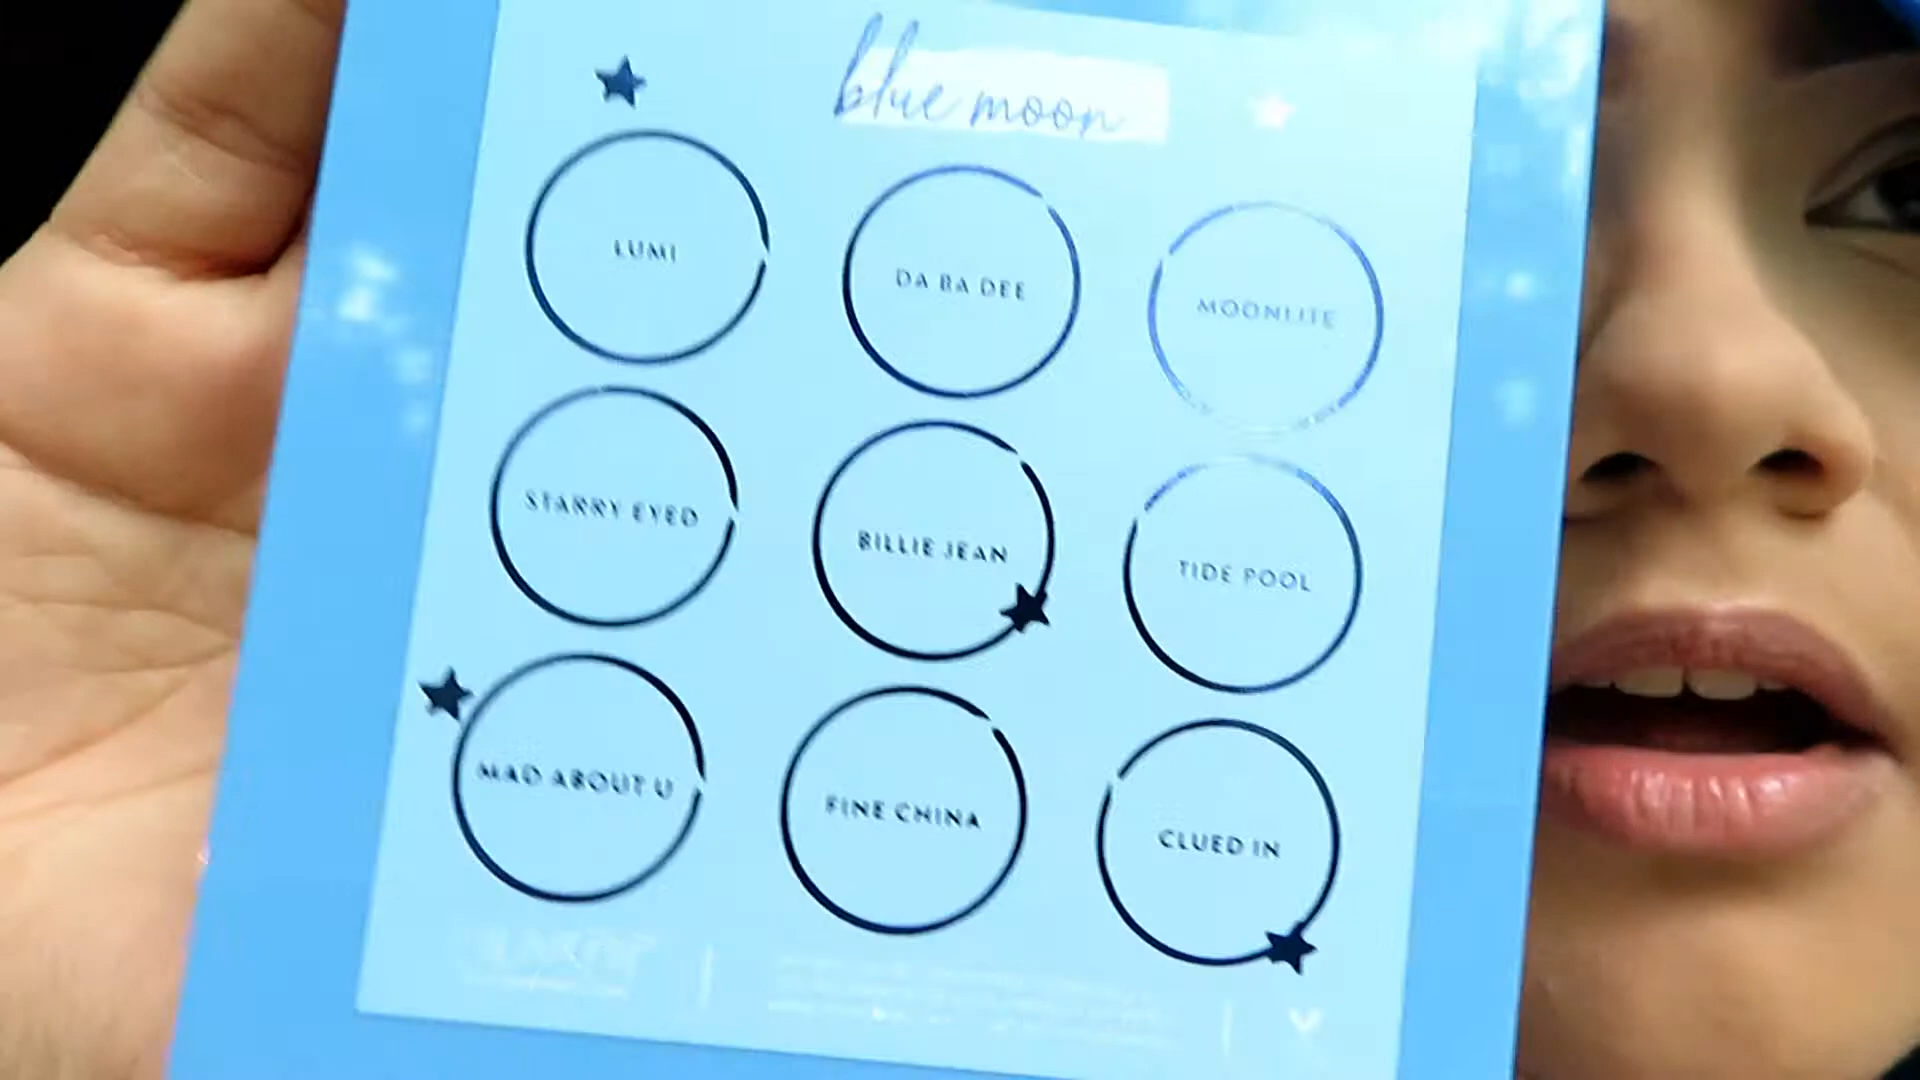 blue moon
LUMI
DA BA DEE
MOONLITE
STARRY EYED
BILLIE JEAN
TIDE POOL
MAD ABOUT U
FINE CHINA
CLUED IN